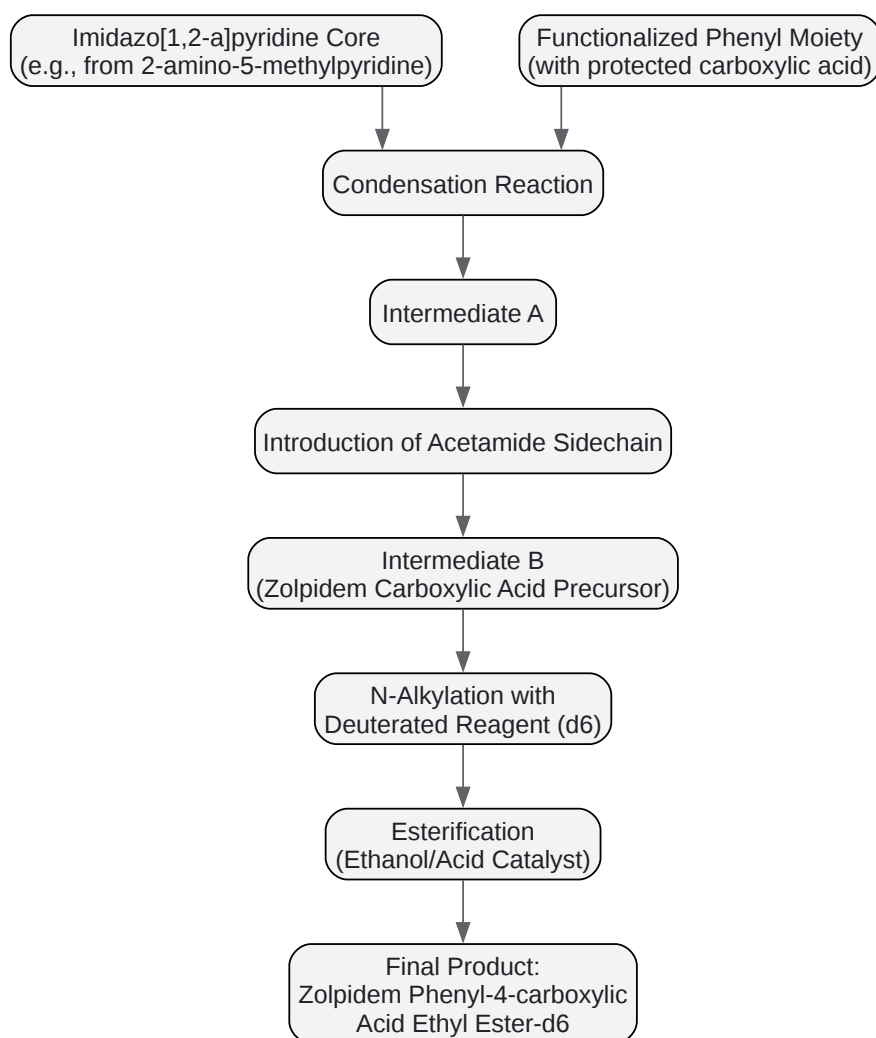 Imidazo[1,2-a]pyridine Core
(e.g., from 2-amino-5-methylpyridine)
Functionalized Phenyl Moiety
(with protected carboxylic acid)
Condensation Reaction
Intermediate A
Introduction of Acetamide Sidechain
Intermediate B
(Zolpidem Carboxylic Acid Precursor)
N-Alkylation with
Deuterated Reagent (d6)
Esterification
(Ethanol/Acid Catalyst)
Final Product:
Zolpidem Phenyl-4-carboxylic
Acid Ethyl Ester-d6